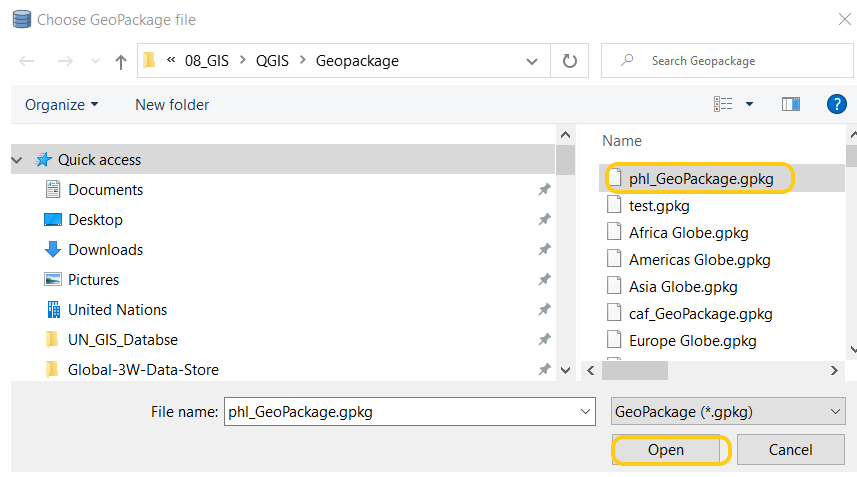 Choose GeoPackage file
« 08_GIS > QGIS > Geopackage
Search Geopackage
Organize
New folder
?
Quick access
Documents
Desktop
Downloads
Pictures
United Nations
UN_GIS_Databse
Global-3W-Data-Store
Name
phl_GeoPackage.gpkg
test.gpkg
Africa Globe.gpkg
Americas Globe.gpkg
Asia Globe.gpkg
caf_GeoPackage.gpkg
Europe Globe.gpkg
File name: phl_GeoPackage.gpkg
GeoPackage (*.gpkg)
Open
Cancel